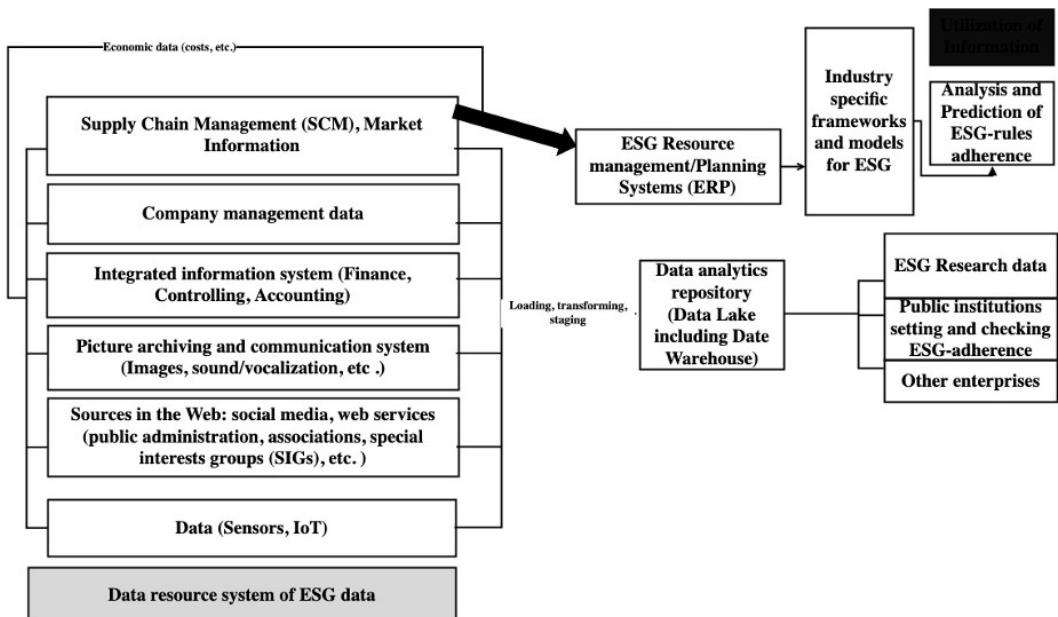 Economic data (costs, etc.)
Supply Chain Management (SCM), Market
Information
Company management data
Integrated information system (Finance,
Controlling, Accounting)
Picture archiving and communication system
(Images, sound/vocalization, etc .)
Sources in the Web: social media, web services
(public administration, associations, special
interests groups (SIGs), etc. )
Data (Sensors, IoT)
Data resource system of ESG data
Loading, transforming,
staging
ESG Resource
management/Planning
Systems (ERP)
Industry
specific
frameworks
and models
for ESG
Utilization of
Information
Analysis and
Prediction of
ESG-rules
adherence
Data analytics
repository
(Data Lake
including Date
Warehouse)
ESG Research data
Public institutions
setting and checking
ESG-adherence
Other enterprises